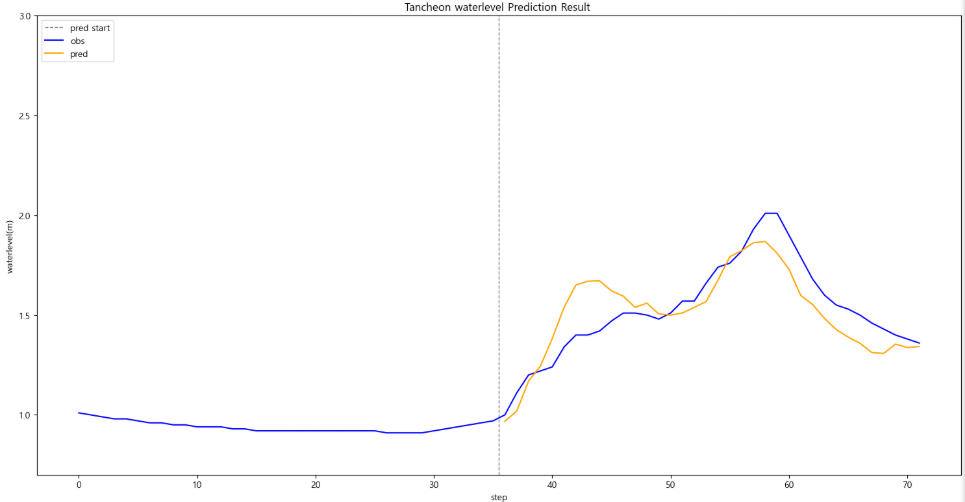 Tancheon waterlevel Prediction Result
pred start
obs
pred
3.0
2.5
2.0
1.5
1.0
waterlevel(m)
0 10 20 30 40 50 60 70
step